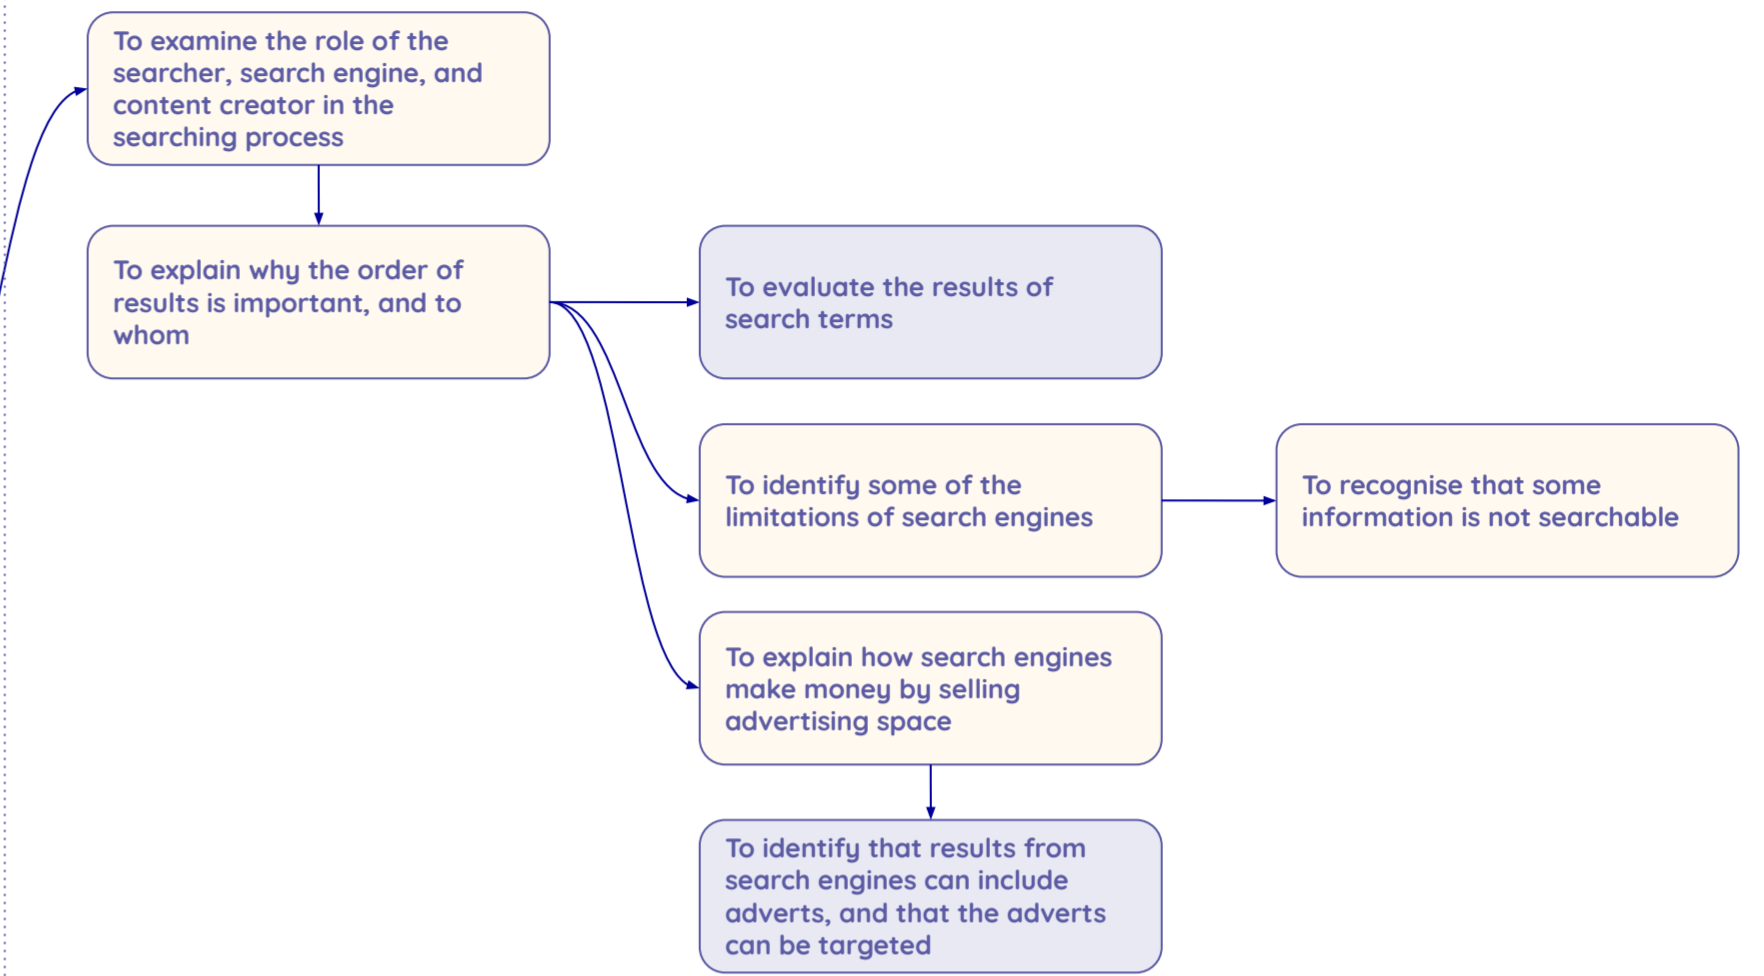 To examine the role of the
searcher, search engine, and
content creator in the
searching process
To explain why the order of
results is important, and to
whom
To evaluate the results of
search terms
To identify some of the
limitations of search engines
To recognise that some
information is not searchable
To explain how search engines
make money by selling
advertising space
To identify that results from
search engines can include
adverts, and that the adverts
can be targeted